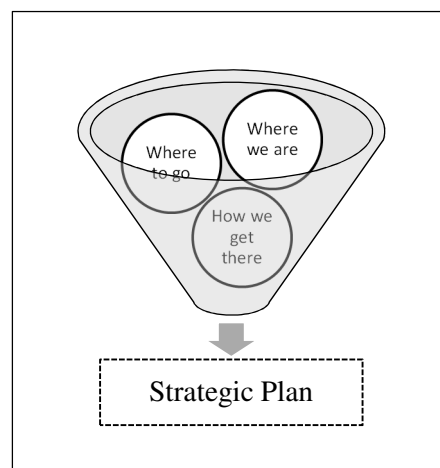 Where
we are
Where
to go
How we
get
there
Strategic Plan